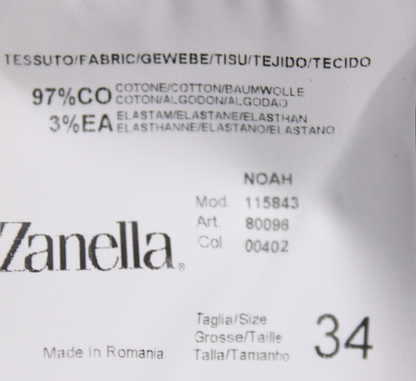 TESSUTO/FABRIC/GEWEBE/TISU/TEJIDO/TECIDO
97%CO COTONE/COTTON/BAUMWOLLE
COTON/ALGODON/ALGODAO
3%EA ELASTAM/ELASTANE/ELASTHAN
ELASTHANNE/ELASTANO/ELASTANO
NOAH
Mod. 115843
Art. 80096
Col. 00402
Zanella®
Taglia/Size
Grosse/Taille
Talla/Tamanho
34
Made in Romania